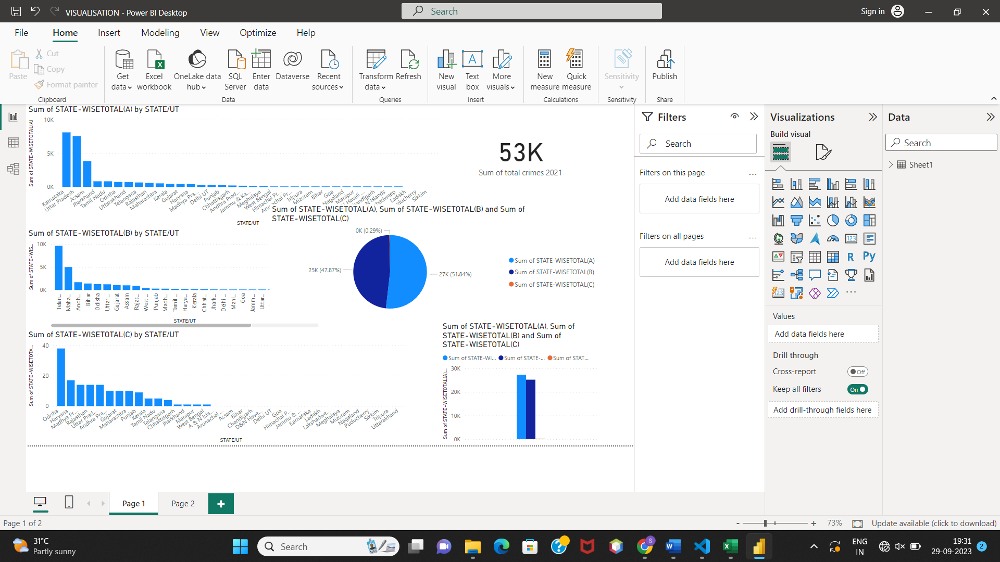 VISUALISATION - Power BI Desktop
Search
Sign in
File
Home
Insert
Modeling
View
Optimize
Help
Paste
Cut
Copy
Format painter
Clipboard
Get data
Excel workbook
OneLake data hub
SQL Server
Enter data
Dataverse
Recent sources
Data
Transform data
Refresh
Queries
New visual
Text box
More visuals
Insert
New measure
Quick measure
Calculations
Sensitivity
Sensitivity
Publish
Share
Sum of STATE-WISETOTAL(A) by STATE/UT
Sum of STATE-WISETOTAL(A)
10K
5K
0K
Karnataka
Uttar Pradesh
Assam
Jharkhand
Tamil Nadu
Odisha
Uttarakhand
Telangana
Rajasthan
Maharashtra
Kerala
Gujarat
Haryana
Madhya Pra...
Delhi UT
Punjab
Chhattisgarh
Andhra Prad...
Jammu & Ka...
Meghalaya
West Bengal
Himachal Pr...
Arunachal Pr...
Tripura
Mizoram
Bihar
Goa
Nagaland
Manipur
Haveli ...
Chandigarh
N Islands
Lakshadweep
Ladakh
Puducherry
Sikkim
STATE/UT
53K
Sum of total crimes 2021
Sum of STATE-WISETOTAL(A), Sum of STATE-WISETOTAL(B) and Sum of
STATE-WISETOTAL(C)
0K (0.29%)
25K (47.87%)
27K (51.84%)
Sum of STATE-WISETOTAL(A)
Sum of STATE-WISETOTAL(B)
Sum of STATE-WISETOTAL(C)
Sum of STATE-WISETOTAL(B) by STATE/UT
Sum of STATE-WIS...
10K
5K
0K
Telan...
Maha...
Andh...
Bihar
Odisha
Uttar ...
Gujarat
Assam
Rajas...
West ...
Punjab
Madh...
Tamil ...
Harya...
Kerala
Chhat...
Jhark...
Delhi ...
Mani...
Goa
Jamm...
Uttar...
STATE/UT
Sum of STATE-WISETOTAL(C) by STATE/UT
Sum of STATE-WISETOTA...
40
20
0
Odisha
Haryana
Madhya Pr...
Rajasthan
Uttar Prad...
Andhra Pra...
Gujarat
Maharashtra
Punjab
Kerala
Tamil Nadu
Telangana
Chhattisgarh
Jharkhand
Manipur
West Bengal
A & N Isla...
Arunachal ...
Assam
Bihar
Chandigarh
D&N Have...
Delhi UT
Goa
Himachal P...
Jammu & ...
Karnataka
Ladakh
Lakshadwe...
Meghalaya
Mizoram
Nagaland
Puducherry
Sikkim
Tripura
Uttarakhand
STATE/UT
Sum of STATE-WISETOTAL(A), Sum of
STATE-WISETOTAL(B) and Sum of
STATE-WISETOTAL(C)
Sum of STATE-WI...
Sum of STATE-...
Sum of STAT...
Sum of STATE-WISETOTAL(A)...
30K
20K
10K
0K
Filters
Search
Filters on this page
...
Add data fields here
Filters on all pages
...
Add data fields here
Visualizations
Build visual
123
R
Py
123
...
Values
Add data fields here
Drill through
Cross-report
Off
Keep all filters
On
Add drill-through fields here
Data
Search
Sheet1
Page 1
Page 2
+
Page 1 of 2
-
+
73%
Update available (click to download)
31°C
Partly sunny
Search
S
ENG
IN
19:31
29-09-2023
2